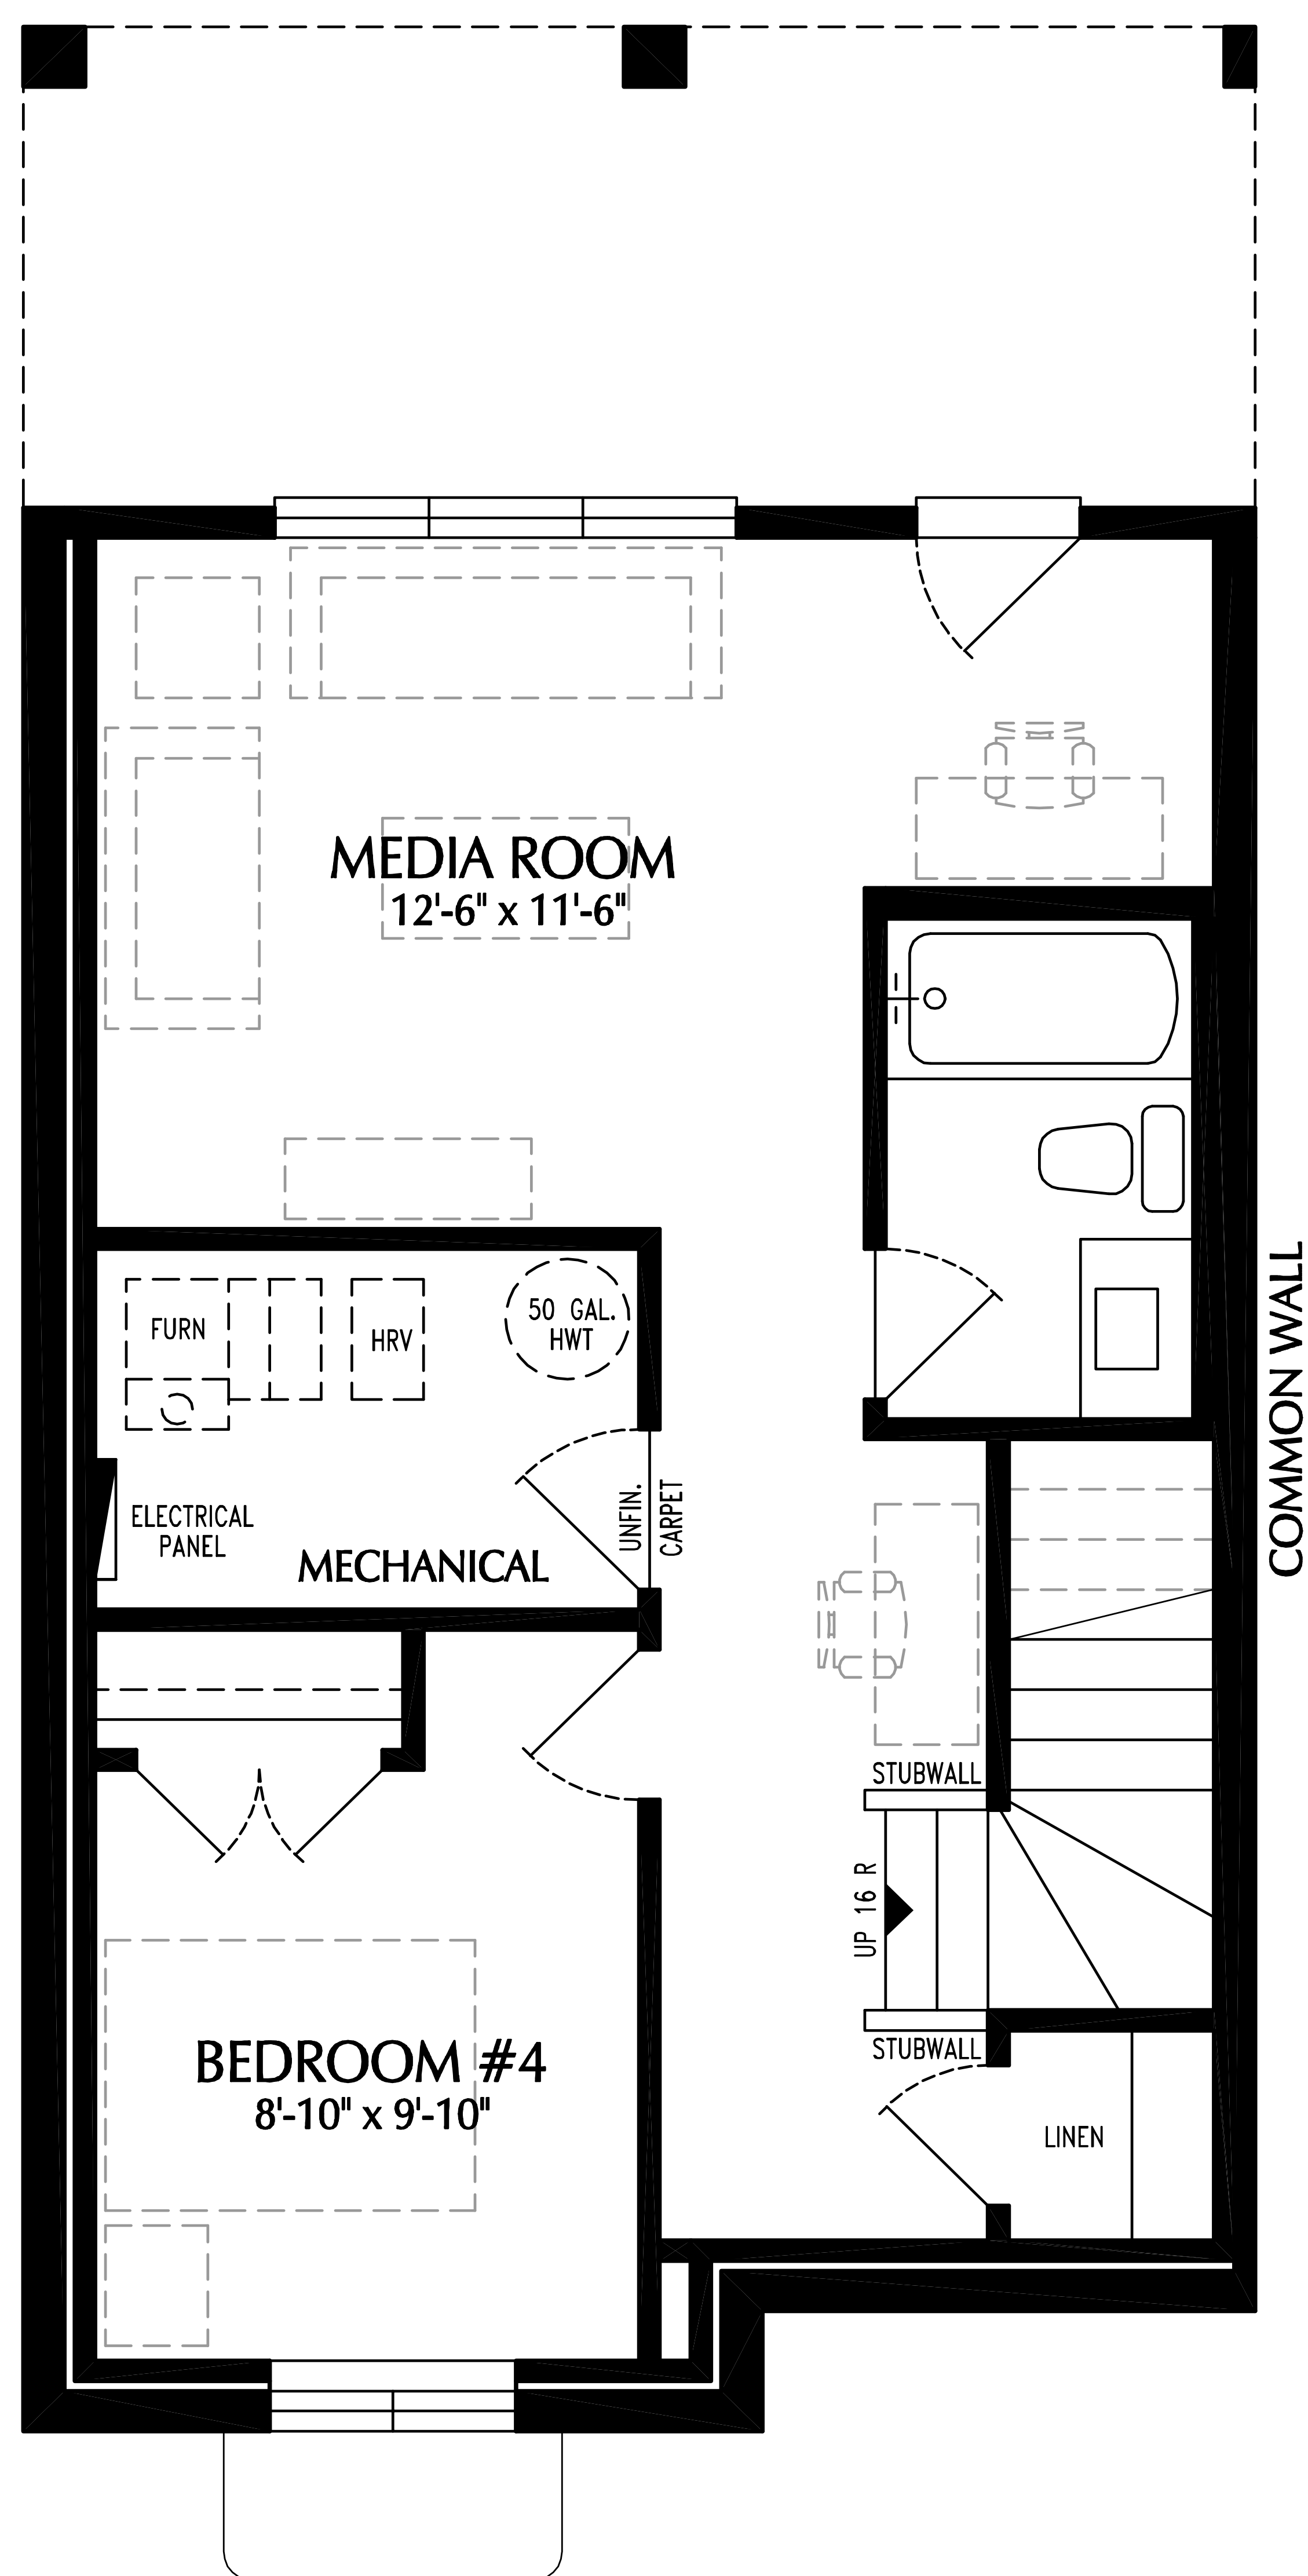 MEDIA ROOM
12'-6" x 11'-6"
FURN
HRV
50 GAL.
HWT
ELECTRICAL
PANEL
MECHANICAL
UNFIN.
CARPET
COMMON WALL
STUBWALL
UP 16 R
STUBWALL
BEDROOM #4
8'-10" x 9'-10"
LINEN